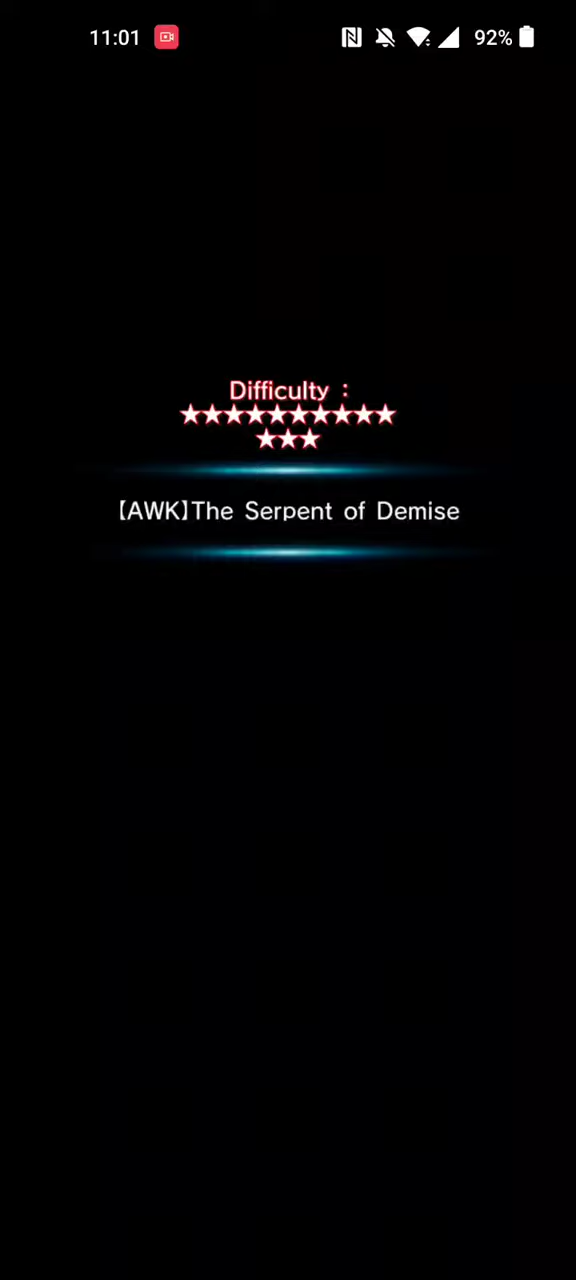 11:01
92%
Difficulty :
★★★★★★★★★★
★★★
【AWK】The Serpent of Demise